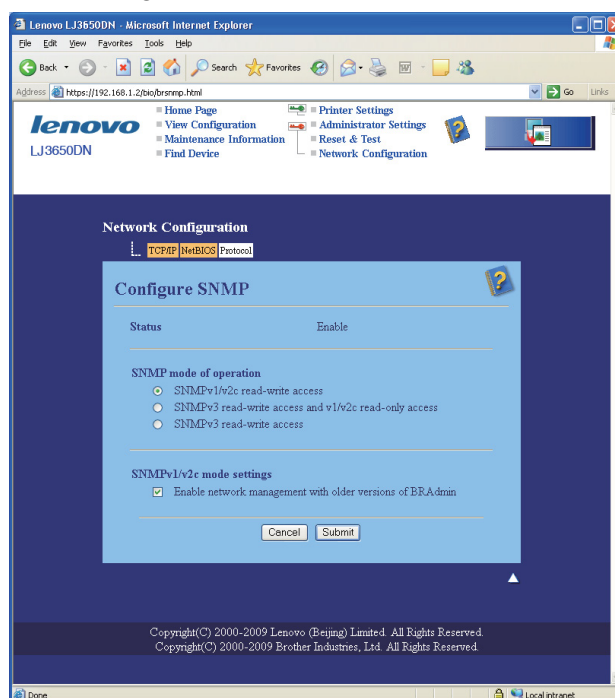 Lenovo LJ3650DN - Microsoft Internet Explorer
File Edit View Favorites Tools Help
Back Search Favorites
Address https://192.168.1.2/bio/brsnmp.html Go Links
lenovo
LJ3650DN
Home Page
View Configuration
Maintenance Information
Find Device
Printer Settings
Administrator Settings
Reset & Test
Network Configuration
Network Configuration
TCP/IP NetBIOS Protocol
Configure SNMP
Status Enable
SNMP mode of operation
SNMPv1/v2c read-write access
SNMPv3 read-write access and v1/v2c read-only access
SNMPv3 read-write access
SNMPv1/v2c mode settings
Enable network management with older versions of BRAdmin
Cancel Submit
Copyright(C) 2000-2009 Lenovo (Beijing) Limited. All Rights Reserved.
Copyright(C) 2000-2009 Brother Industries, Ltd. All Rights Reserved.
Done Local intranet